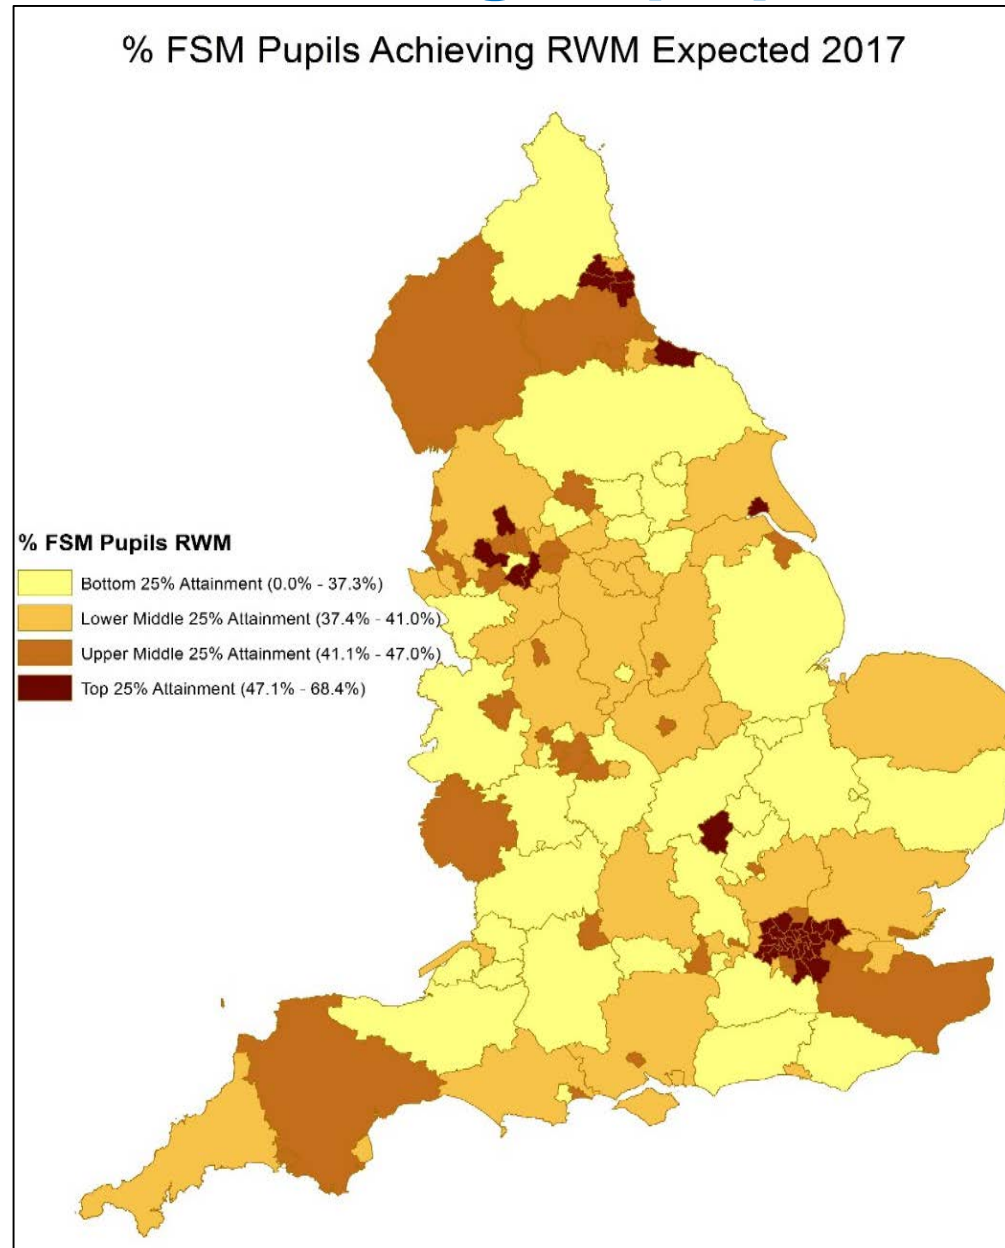 % FSM Pupils Achieving RWM Expected 2017
% FSM Pupils RWM
Bottom 25% Attainment (0.0% - 37.3%)
Lower Middle 25% Attainment (37.4% - 41.0%)
Upper Middle 25% Attainment (41.1% - 47.0%)
Top 25% Attainment (47.1% - 68.4%)